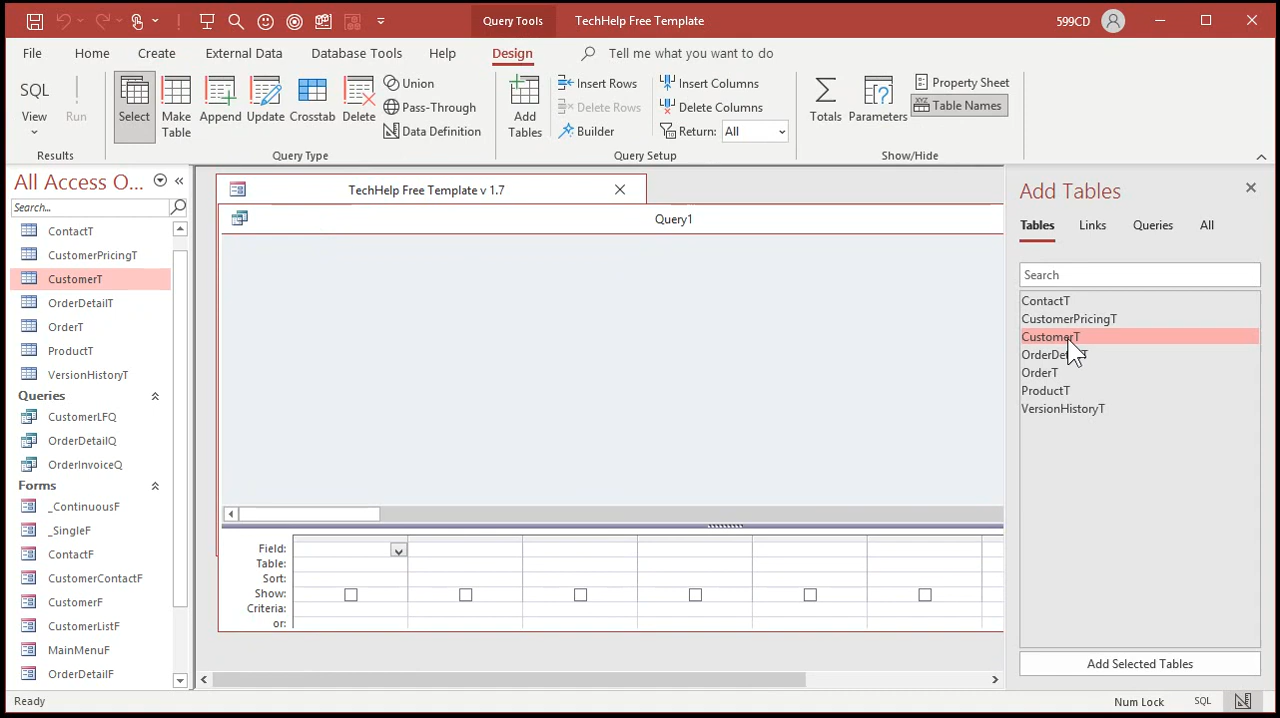 Query Tools
TechHelp Free Template
599CD
File
Home
Create
External Data
Database Tools
Help
Design
Tell me what you want to do
SQL
View
Run
Results
Select
Make
Table
Append
Update
Crosstab
Delete
Union
Pass-Through
Data Definition
Query Type
Add
Tables
Insert Rows
Delete Rows
Builder
Insert Columns
Delete Columns
Return: All
Query Setup
Totals
Parameters
Property Sheet
Table Names
Show/Hide
All Access O...
Search...
ContactT
CustomerPricingT
CustomerT
OrderDetailT
OrderT
ProductT
VersionHistoryT
Queries
CustomerLFQ
OrderDetailQ
OrderInvoiceQ
Forms
_ContinuousF
_SingleF
ContactF
CustomerContactF
CustomerF
CustomerListF
MainMenuF
OrderDetailF
TechHelp Free Template v 1.7
Query1
Field:
Table:
Sort:
Show:
Criteria:
or:
Add Tables
Tables
Links
Queries
All
Search
ContactT
CustomerPricingT
CustomerT
OrderT
ProductT
VersionHistoryT
Add Selected Tables
Ready
Num Lock
SQL